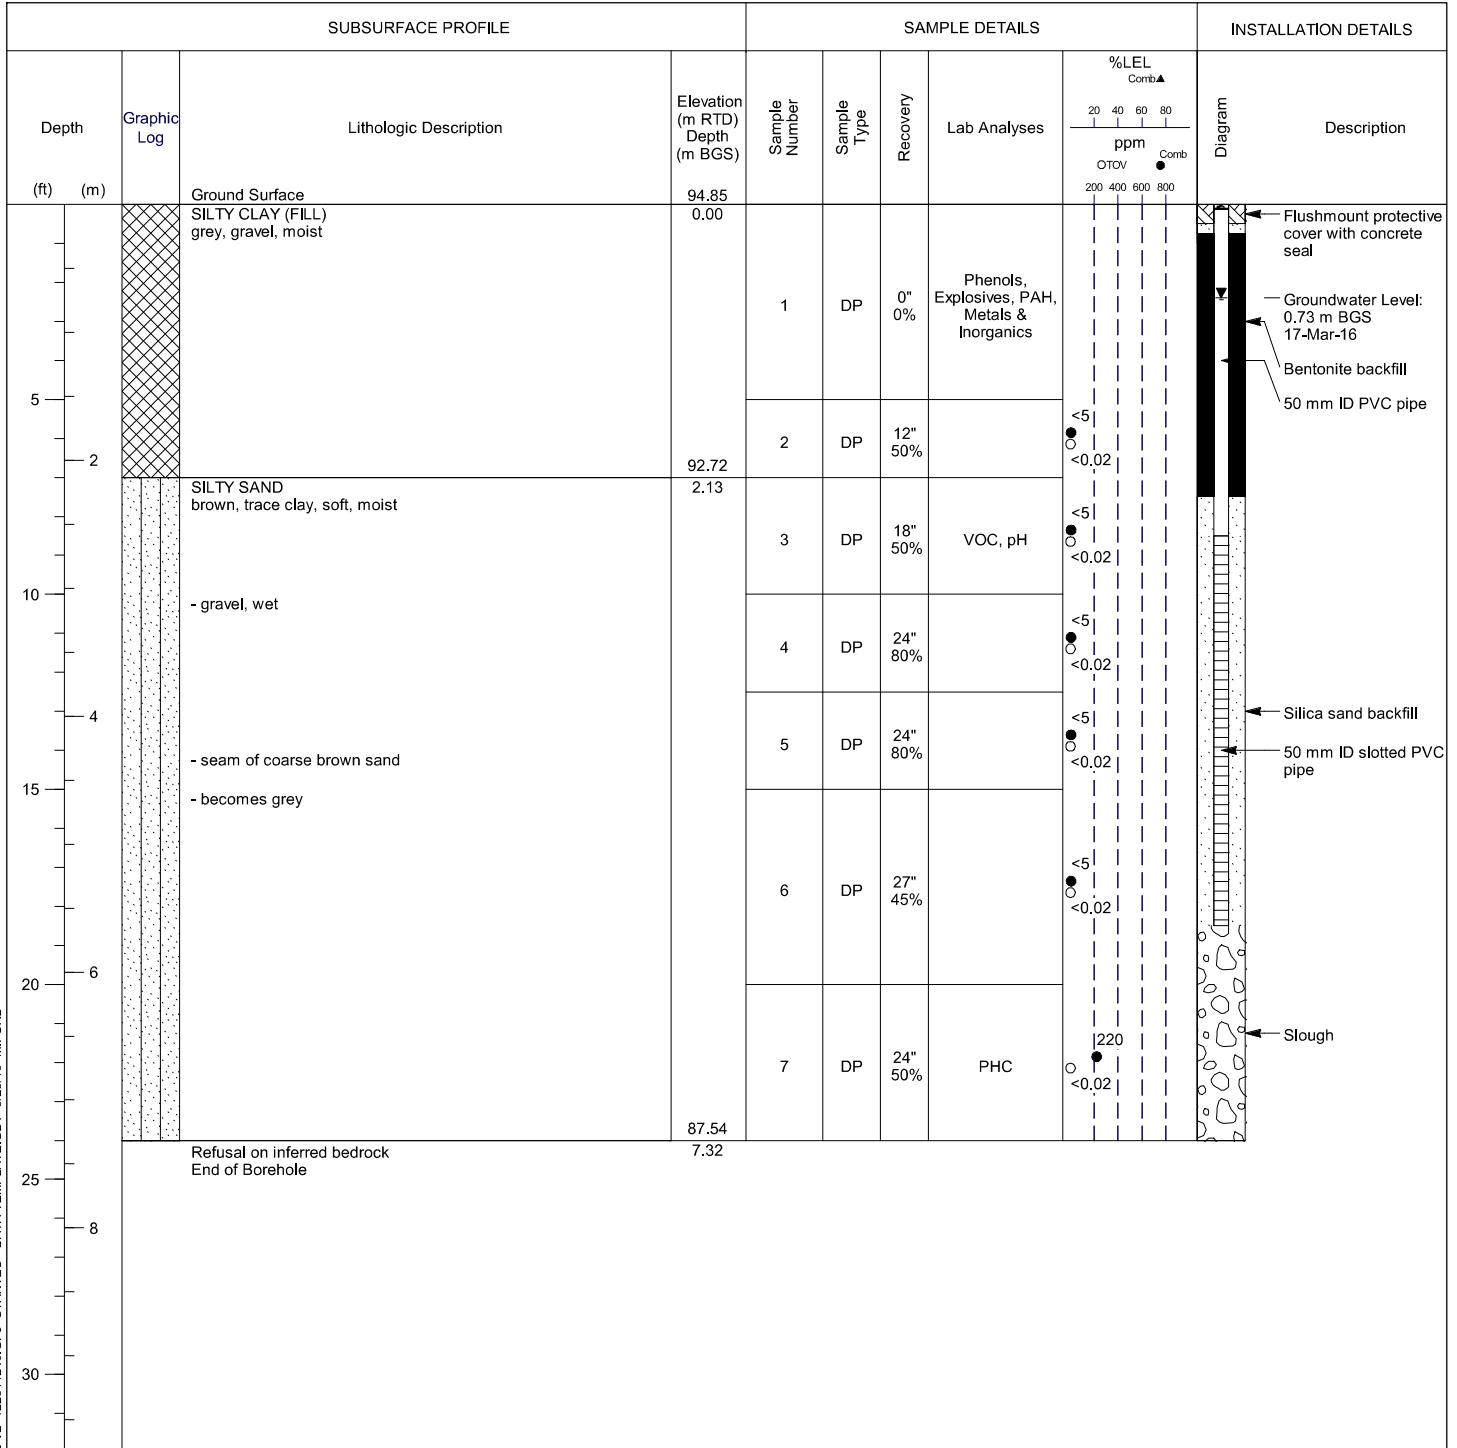 SUBSURFACE PROFILE
SAMPLE DETAILS
INSTALLATION DETAILS
Depth
(ft) (m)
Graphic
Log
Lithologic Description
Elevation
(m RTD)
Depth
(m BGS)
Sample
Number
Sample
Type
Recovery
Lab Analyses
%LEL
Comb▲
20 40 60 80
ppm
OTOV
● Comb
200 400 600 800
Diagram
Description
Ground Surface
94.85
SILTY CLAY (FILL)
0.00
grey, gravel, moist
1
DP
0"
0%
Phenols,
Explosives, PAH,
Metals &
Inorganics
Flushmount protective
cover with concrete
seal
Groundwater Level:
0.73 m BGS
17-Mar-16
Bentonite backfill
50 mm ID PVC pipe
5
2
DP
12"
50%
<5
<0.02
2
92.72
SILTY SAND
2.13
brown, trace clay, soft, moist
3
DP
18"
50%
VOC, pH
<5
<0.02
10
- gravel, wet
4
DP
24"
80%
<5
<0.02
4
5
DP
24"
80%
<5
<0.02
Silica sand backfill
50 mm ID slotted PVC
pipe
- seam of coarse brown sand
15
- becomes grey
6
DP
27"
45%
<5
<0.02
6
20
7
DP
24"
50%
PHC
220
<0.02
Slough
87.54
Refusal on inferred bedrock
7.32
End of Borehole
25
8
30